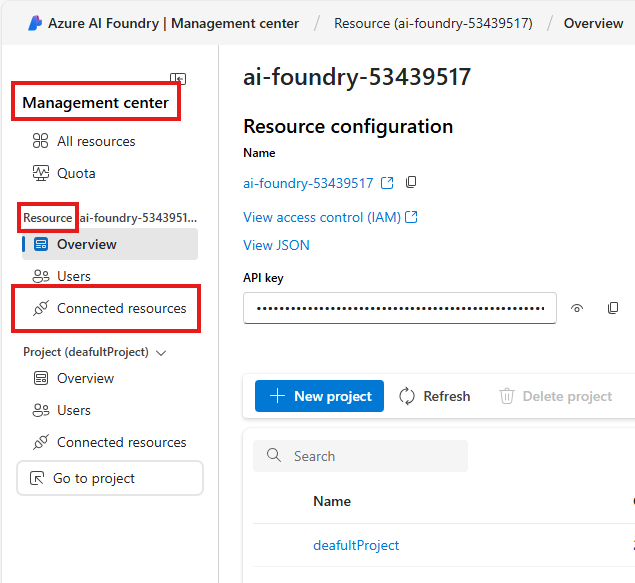 Azure AI Foundry | Management center / Resource (ai-foundry-53439517) / Overview
Management center
All resources
Quota
Resource ai-foundry-5343951...
Overview
Users
Connected resources
Project (deafultProject)
Overview
Users
Connected resources
Go to project
ai-foundry-53439517
Resource configuration
Name
ai-foundry-53439517
View access control (IAM)
View JSON
API key
••••••••••••••••••••••••••••••••••••••••••••••••
New project Refresh Delete project
Search
Name
deafultProject